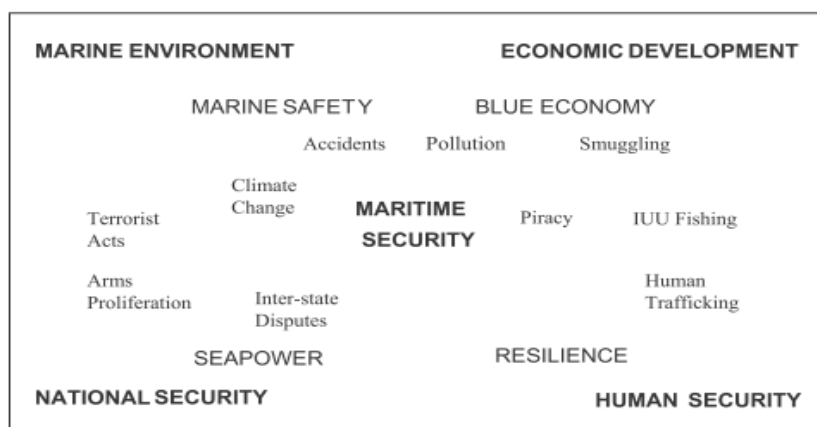 MARINE ENVIRONMENT ECONOMIC DEVELOPMENT
MARINE SAFETY BLUE ECONOMY
Accidents Pollution Smuggling
Climate
Change
MARITIME
SECURITY
Piracy IUU Fishing
Terrorist
Acts
Arms
Proliferation
Inter-state
Disputes
Human
Trafficking
SEAPOWER RESILIENCE
NATIONAL SECURITY HUMAN SECURITY